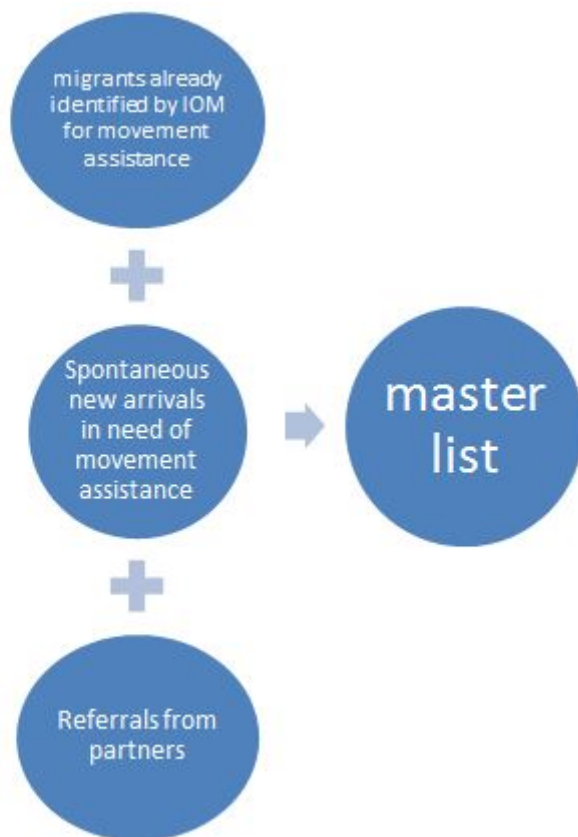 migrants already
identified by IOM
for movement
assistance
Spontaneous
new arrivals
in need of
movement
assistance
master
list
Referrals from
partners